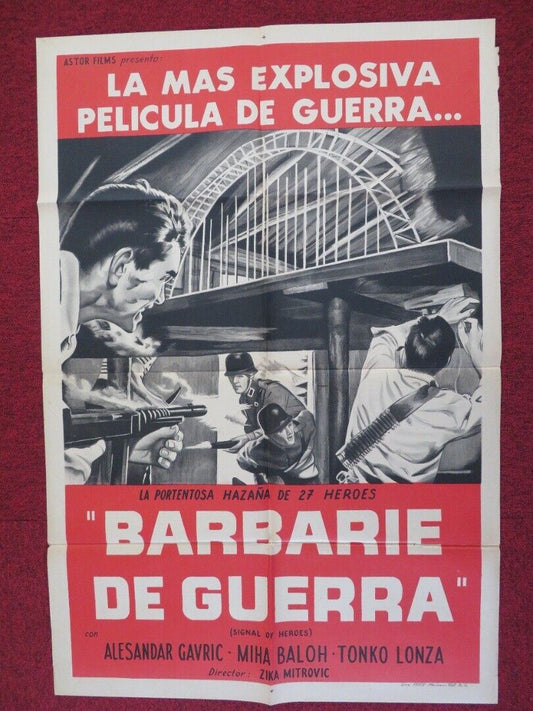 ASTOR FILMS presenta:
LA MAS EXPLOSIVA
PELICULA DE GUERRA...
LA PORTENTOSA HAZAÑA DE 27 HEROES
"BARBARIE
DE GUERRA"
(SIGNAL OF HEROES)
con
ALESANDAR GAVRIC - MIHA BALOH - TONKO LONZA
Director: ZIKA MITROVIC